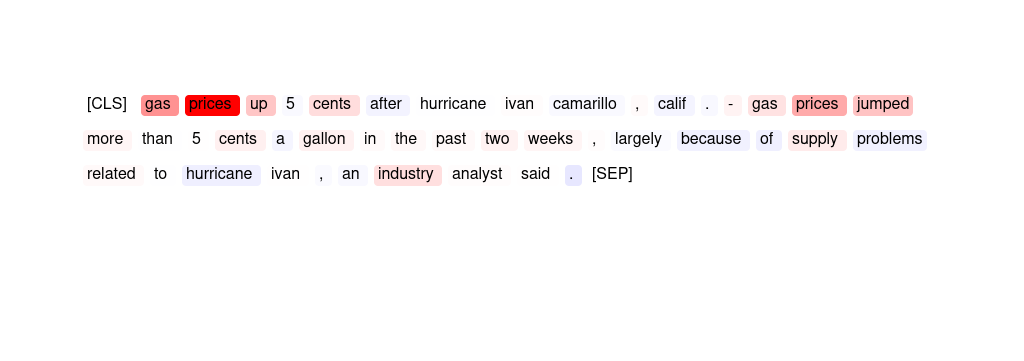 [CLS] gas prices up 5 cents after hurricane ivan camarillo , calif . - gas prices jumped
more than 5 cents a gallon in the past two weeks , largely because of supply problems
related to hurricane ivan , an industry analyst said . [SEP]